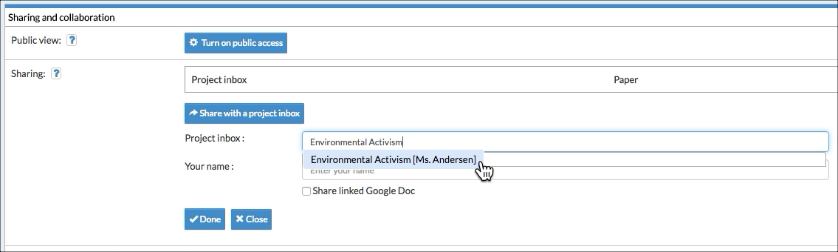 Sharing and collaboration
Public view: ?
Turn on public access
Sharing: ?
Project inbox Paper
Share with a project inbox
Project inbox: Environmental Activism
Environmental Activism [Ms. Andersen]
Your name : Enter your name
Share linked Google Doc
Done Close